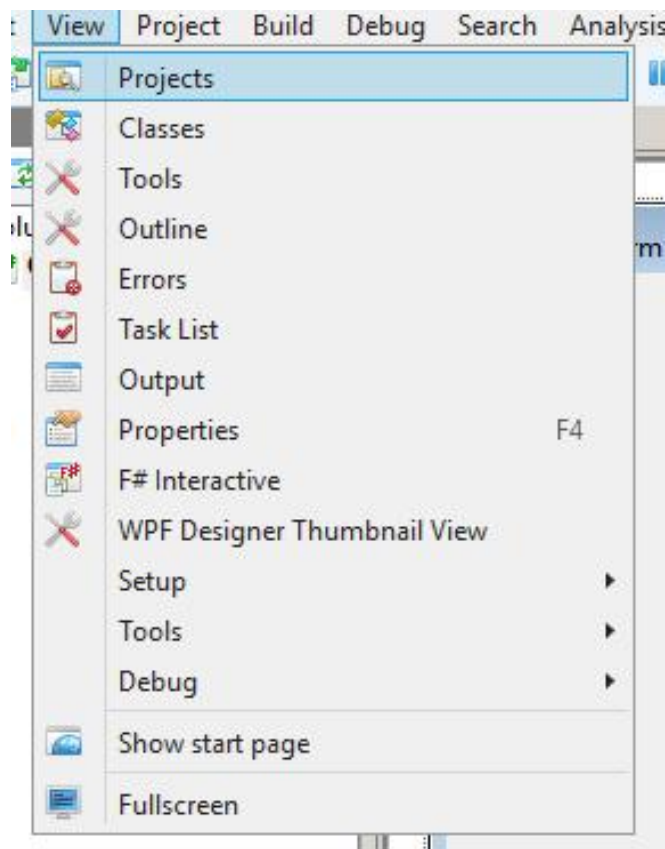 View Project Build Debug Search Analysis
Projects
Classes
Tools
Outline
Errors
Task List
Output
Properties F4
F# Interactive
WPF Designer Thumbnail View
Setup
Tools
Debug
Show start page
Fullscreen